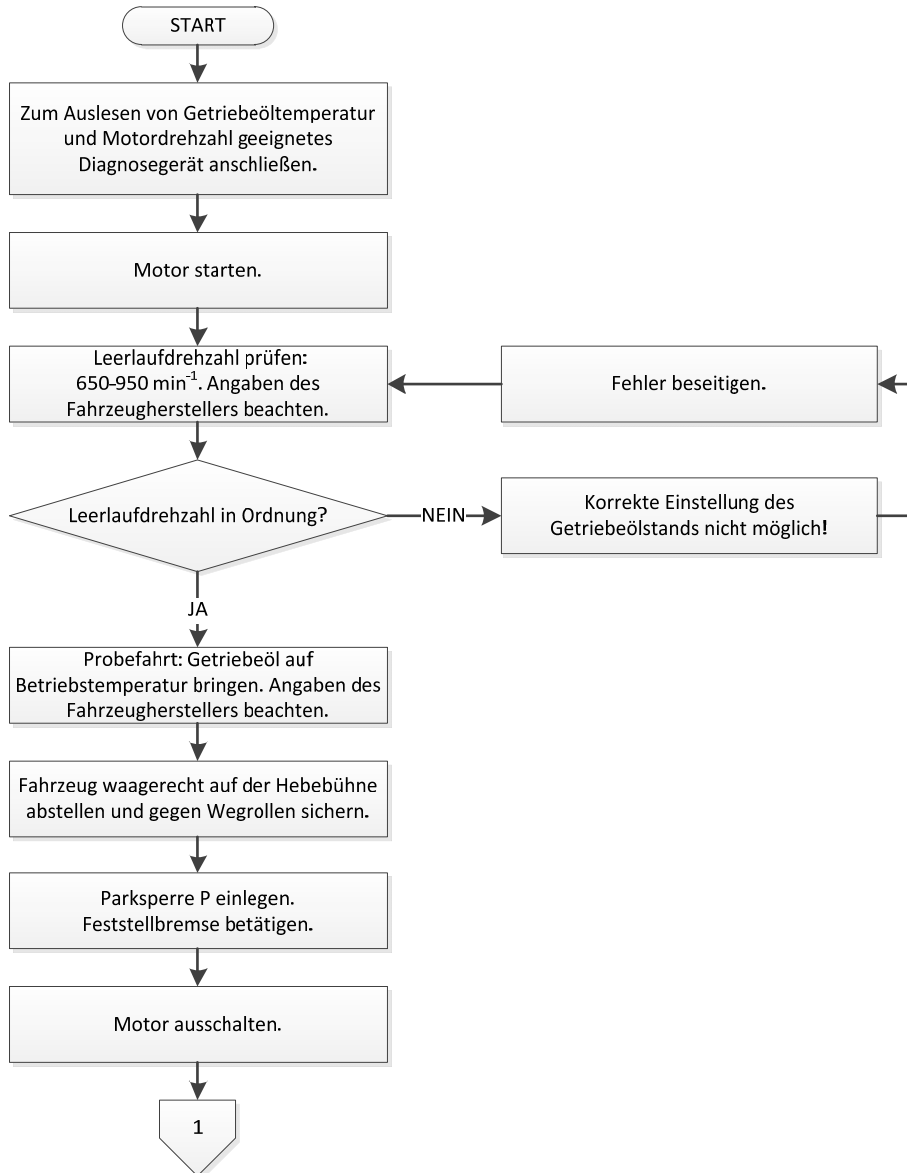 START
Zum Auslesen von Getriebeöltemperatur
und Motordrehzahl geeignetes
Diagnosegerät anschließen.
Motor starten.
Leerlaufdrehzahl prüfen:
650-950 min⁻¹. Angaben des
Fahrzeugherstellers beachten.
Fehler beseitigen.
Leerlaufdrehzahl in Ordnung?
NEIN
Korrekte Einstellung des
Getriebeölstands nicht möglich!
JA
Probefahrt: Getriebeöl auf
Betriebstemperatur bringen. Angaben des
Fahrzeugherstellers beachten.
Fahrzeug waagerecht auf der Hebebühne
abstellen und gegen Wegrollen sichern.
Parksperre P einlegen.
Feststellbremse betätigen.
Motor ausschalten.
1